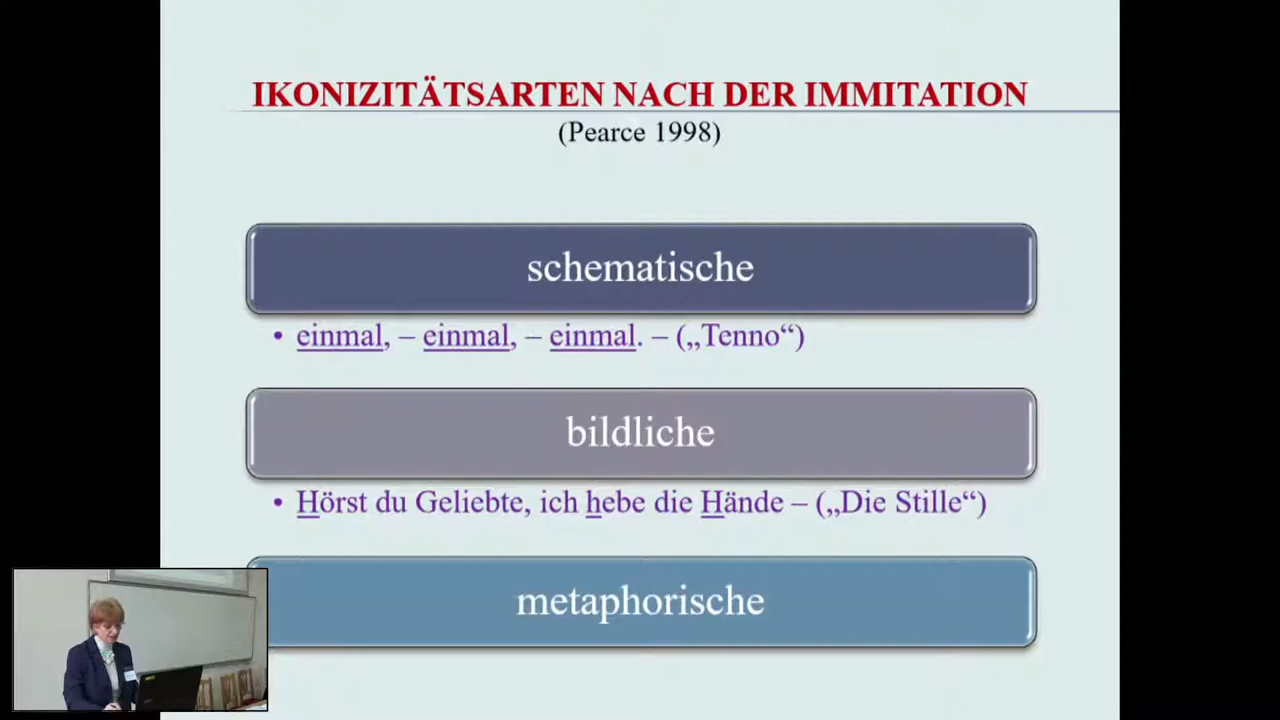 IKONIZITÄTSARTEN NACH DER IMMITATION
(Pearce 1998)
schematische
• einmal, – einmal, – einmal. – („Tenno“)
bildliche
• Hörst du Geliebte, ich hebe die Hände – („Die Stille“)
metaphorische